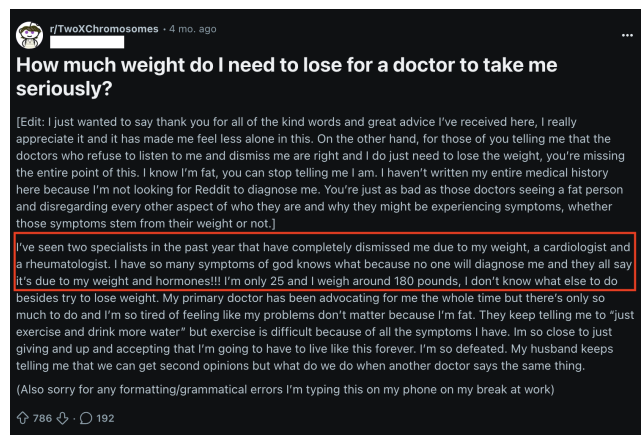 r/TwoXChromosomes • 4 mo. ago
How much weight do I need to lose for a doctor to take me
seriously?
[Edit: I just wanted to say thank you for all of the kind words and great advice I've received here, I really
appreciate it and it has made me feel less alone in this. On the other hand, for those of you telling me that the
doctors who refuse to listen to me and dismiss me are right and I do just need to lose the weight, you're missing
the entire point of this. I know I'm fat, you can stop telling me I am. I haven't written my entire medical history
here because I'm not looking for Reddit to diagnose me. You're just as bad as those doctors seeing a fat person
and disregarding every other aspect of who they are and why they might be experiencing symptoms, whether
those symptoms stem from their weight or not.]
I've seen two specialists in the past year that have completely dismissed me due to my weight, a cardiologist and
a rheumatologist. I have so many symptoms of god knows what because no one will diagnose me and they all say
it's due to my weight and hormones!!! I'm only 25 and I weigh around 180 pounds, I don't know what else to do
besides try to lose weight. My primary doctor has been advocating for me the whole time but there's only so
much to do and I'm so tired of feeling like my problems don't matter because I'm fat. They keep telling me to “just
exercise and drink more water” but exercise is difficult because of all the symptoms I have. Im so close to just
giving and up and accepting that I'm going to have to live like this forever. I'm so defeated. My husband keeps
telling me that we can get second opinions but what do we do when another doctor says the same thing.
(Also sorry for any formatting/grammatical errors I'm typing this on my phone on my break at work)
786 · 192